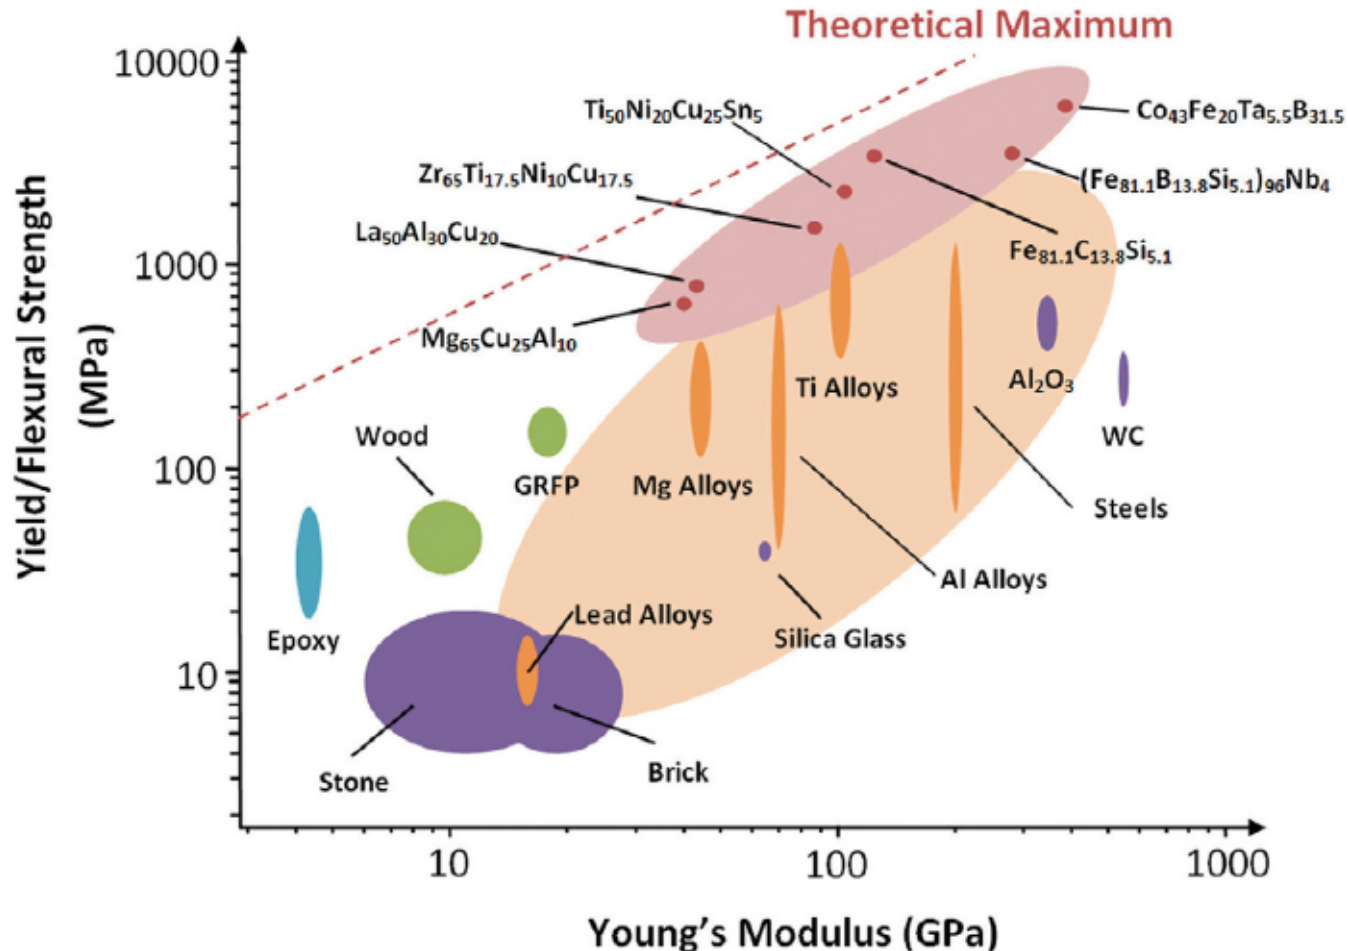 Theoretical Maximum
10000
Ti₅₀Ni₂₀Cu₂₅Sn₅
Co₄₃Fe₂₀Ta₅.₅B₃₁.₅
Zr₆₅Ti₁₇.₅Ni₁₀Cu₁₇.₅
(Fe₈₁.₁B₁₃.₈Si₅.₁)₉₆Nb₄
La₅₀Al₃₀Cu₂₀
Fe₈₁.₁C₁₃.₈Si₅.₁
1000
Mg₆₅Cu₂₅Al₁₀
Yield/Flexural Strength
(MPa)
Ti Alloys
Al₂O₃
Wood
WC
100
GRFP
Mg Alloys
Steels
Al Alloys
Lead Alloys
Silica Glass
Epoxy
10
Stone
Brick
10
100
1000
Young's Modulus (GPa)